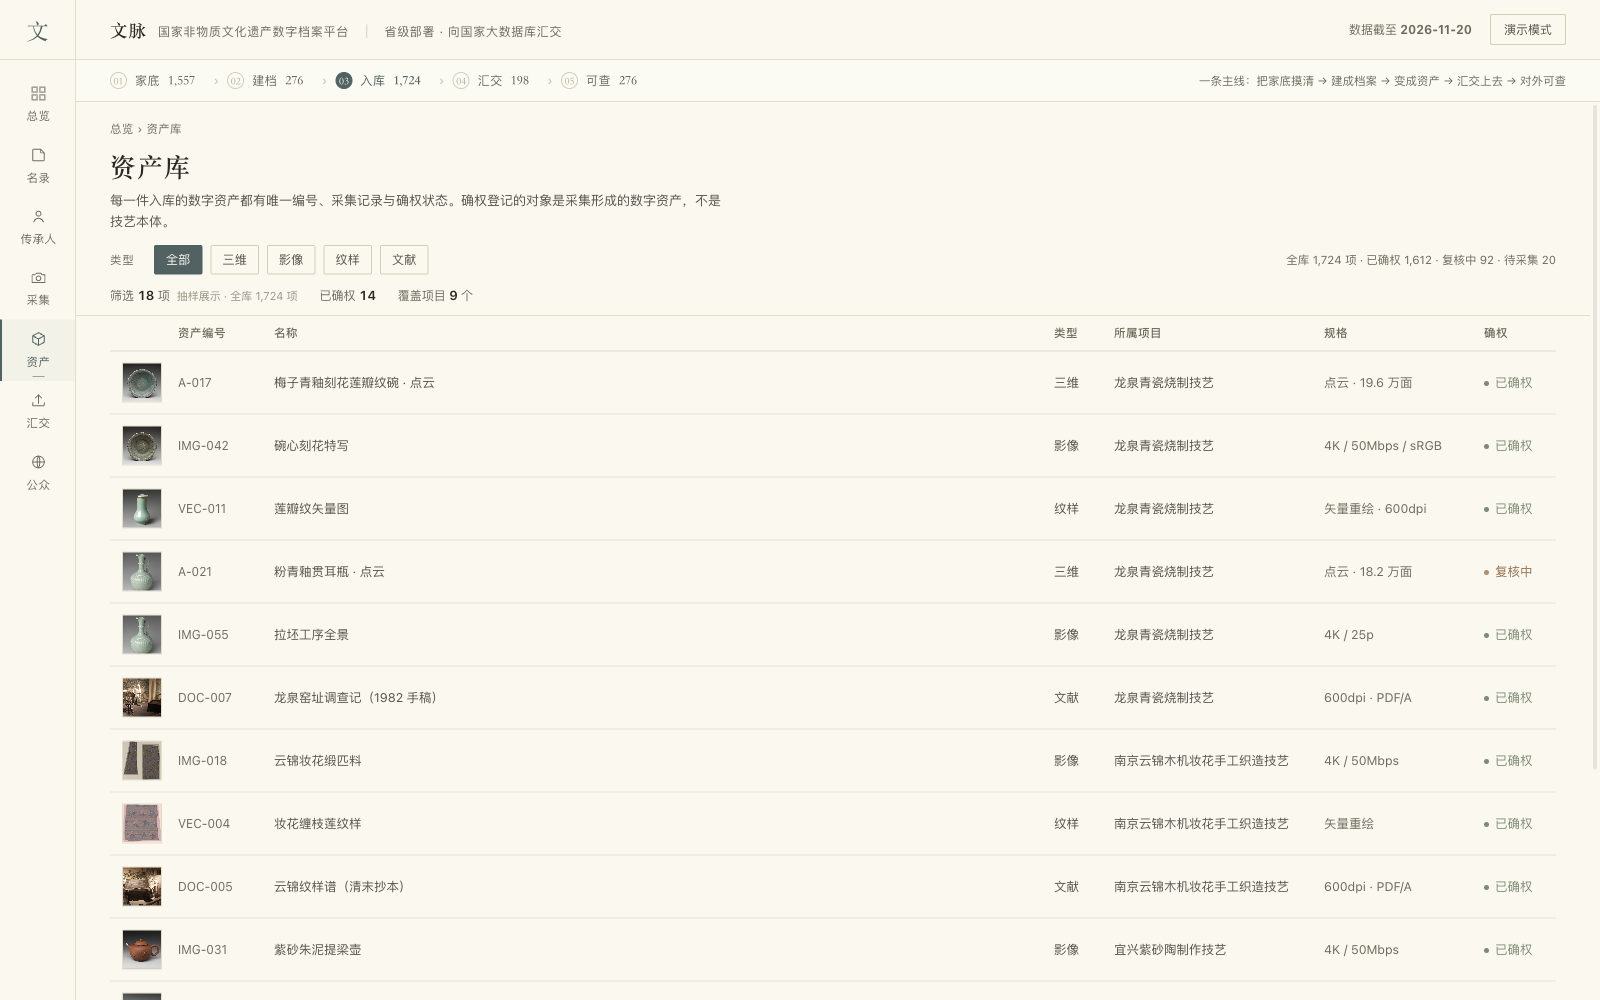 文
文脉 国家非物质文化遗产数字档案平台 省级部署 · 向国家大数据库汇交 数据截至 2026-11-20 演示模式
01 家底 1,557 › 02 建档 276 › 03 入库 1,724 › 04 汇交 198 › 05 可查 276 一条主线：把家底摸清 → 建成档案 → 变成资产 → 汇交上去 → 对外可查
总览
名录
传承人
采集
资产
汇交
公众
总览 › 资产库
资产库
每一件入库的数字资产都有唯一编号、采集记录与确权状态。确权登记的对象是采集形成的数字资产，不是
技艺本体。
类型 全部 三维 影像 纹样 文献 全库 1,724 项 · 已确权 1,612 · 复核中 92 · 待采集 20
筛选 18 项 抽样展示 · 全库 1,724 项 已确权 14 覆盖项目 9 个
资产编号 名称 类型 所属项目 规格 确权
A-017 梅子青釉刻花莲瓣纹碗 · 点云 三维 龙泉青瓷烧制技艺 点云 · 19.6 万面 已确权
IMG-042 碗心刻花特写 影像 龙泉青瓷烧制技艺 4K / 50Mbps / sRGB 已确权
VEC-011 莲瓣纹矢量图 纹样 龙泉青瓷烧制技艺 矢量重绘 · 600dpi 已确权
A-021 粉青釉贯耳瓶 · 点云 三维 龙泉青瓷烧制技艺 点云 · 18.2 万面 复核中
IMG-055 拉坯工序全景 影像 龙泉青瓷烧制技艺 4K / 25p 已确权
DOC-007 龙泉窑址调查记（1982 手稿） 文献 龙泉青瓷烧制技艺 600dpi · PDF/A 已确权
IMG-018 云锦妆花缎匹料 影像 南京云锦木机妆花手工织造技艺 4K / 50Mbps 已确权
VEC-004 妆花缠枝莲纹样 纹样 南京云锦木机妆花手工织造技艺 矢量重绘 已确权
DOC-005 云锦纹样谱（清末抄本） 文献 南京云锦木机妆花手工织造技艺 600dpi · PDF/A 已确权
IMG-031 紫砂朱泥提梁壶 影像 宜兴紫砂陶制作技艺 4K / 50Mbps 已确权